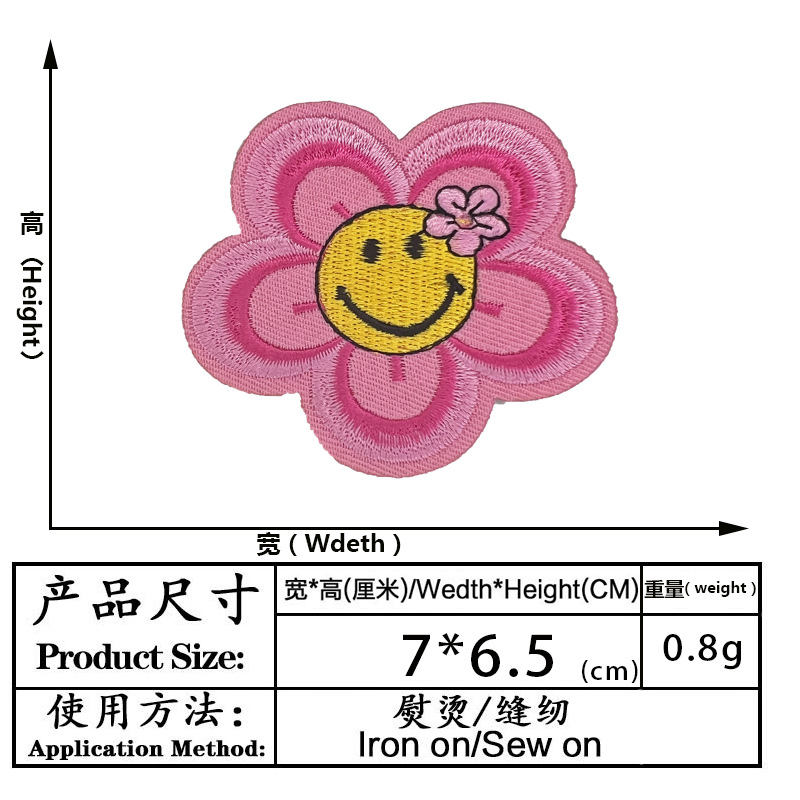 高（Height）
宽（Wdeth）
产品尺寸
Product Size:
宽*高(厘米)/Wedth*Height(CM)
重量( weight )
7*6.5 (cm)
0.8g
使用方法：
Application Method:
熨烫/缝纫
Iron on/Sew on